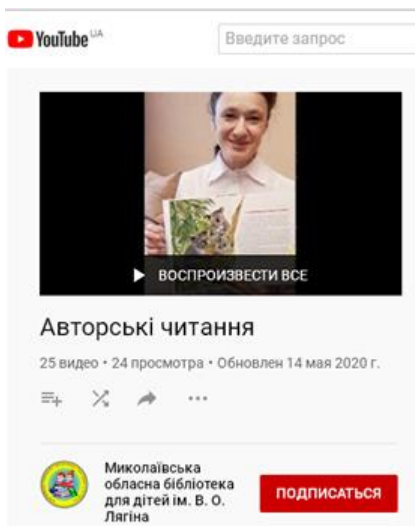 YouTube UA
Введите запрос
ВОСПРОИЗВЕСТИ ВСЕ
Авторські читання
25 видео • 24 просмотра • Обновлен 14 мая 2020 г.
Миколаївська
обласна бібліотека
для дітей ім. В. О.
Лягіна
ПОДПИСАТЬСЯ